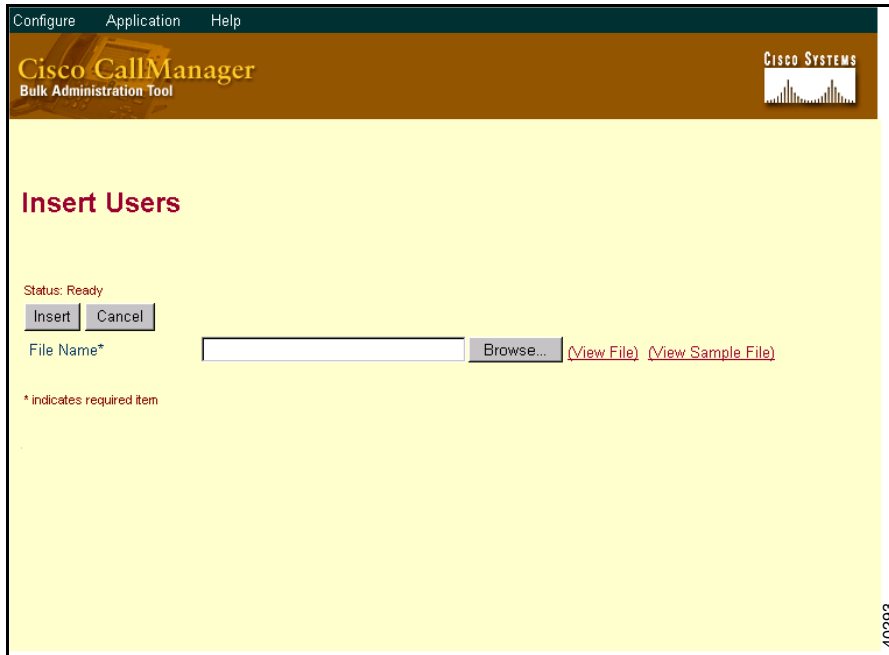 Configure Application Help
Cisco CallManager
Bulk Administration Tool
CISCO SYSTEMS
Insert Users
Status: Ready
Insert Cancel
File Name* Browse... (View File) (View Sample File)
* indicates required item
40293